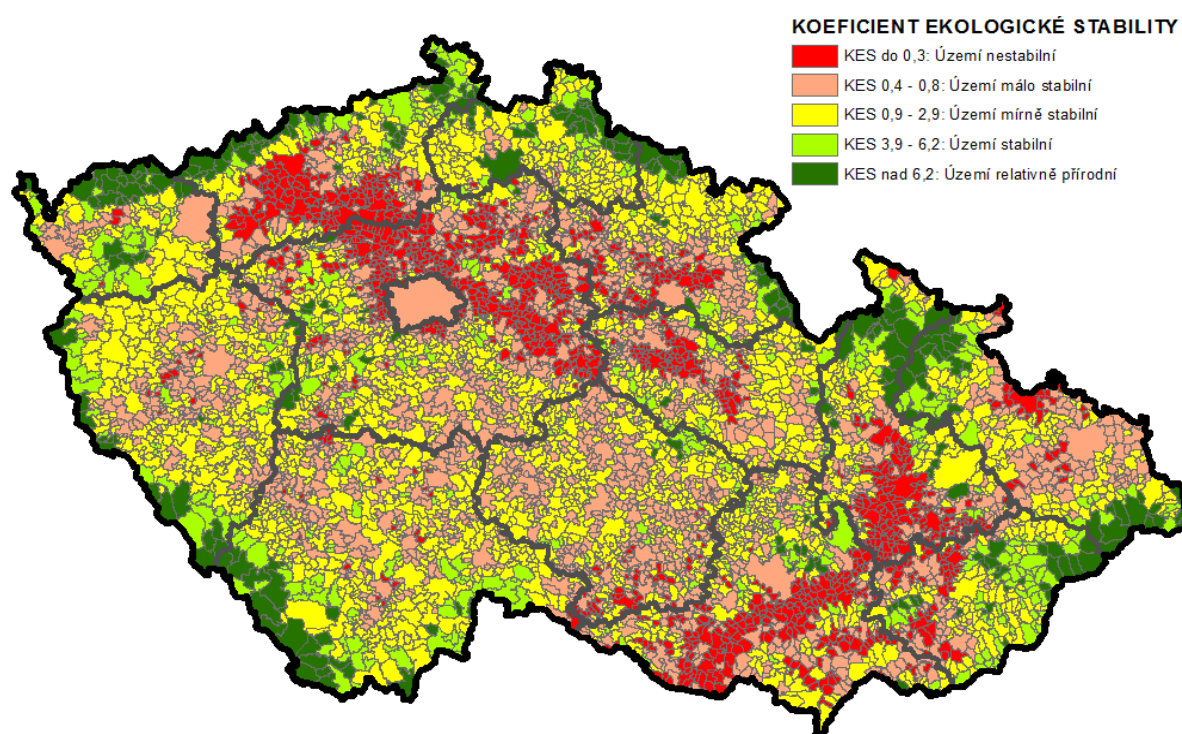 KOEFICIENT EKOLOGICKÉ STABILITY
KES do 0,3: Území nestabilní
KES 0,4 - 0,8: Území málo stabilní
KES 0,9 - 2,9: Území mírně stabilní
KES 3,9 - 6,2: Území stabilní
KES nad 6,2: Území relativně přírodní